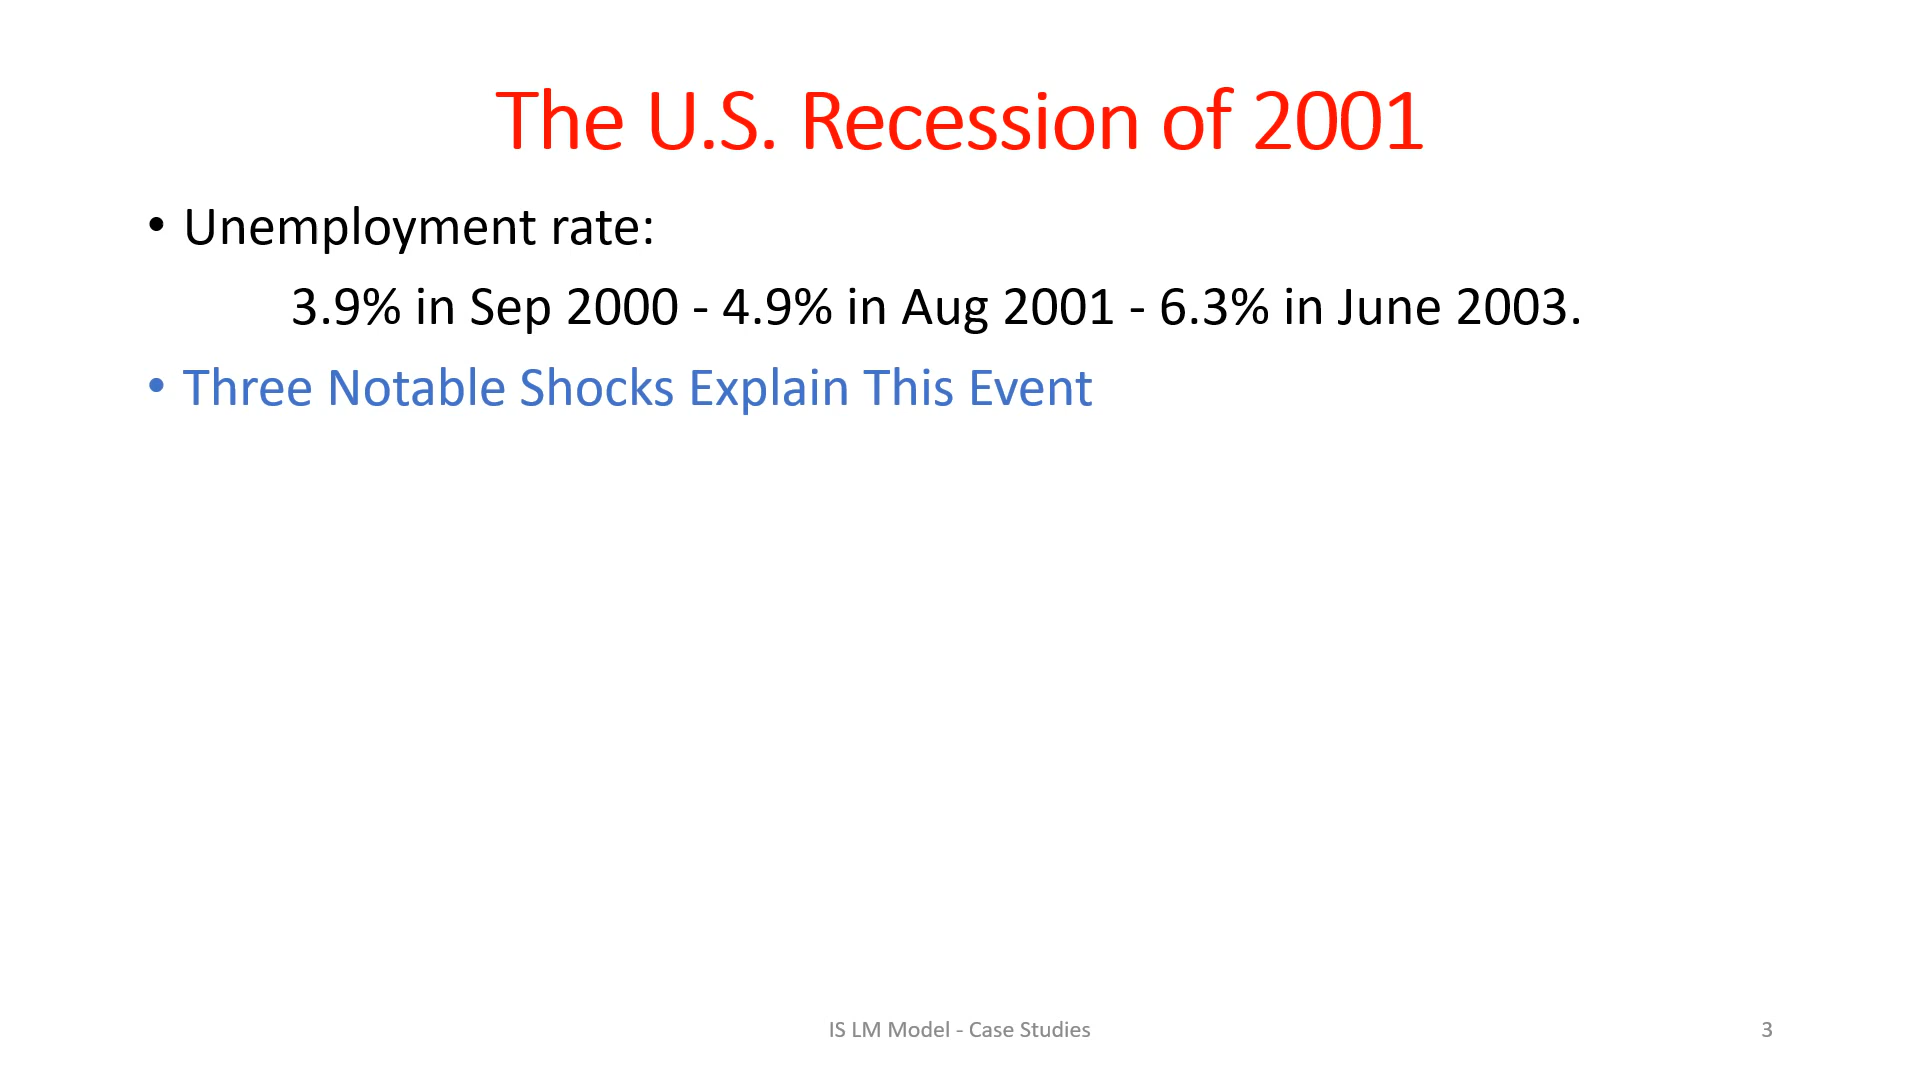 The U.S. Recession of 2001
• Unemployment rate:
3.9% in Sep 2000 - 4.9% in Aug 2001 - 6.3% in June 2003.
• Three Notable Shocks Explain This Event
IS LM Model - Case Studies
3